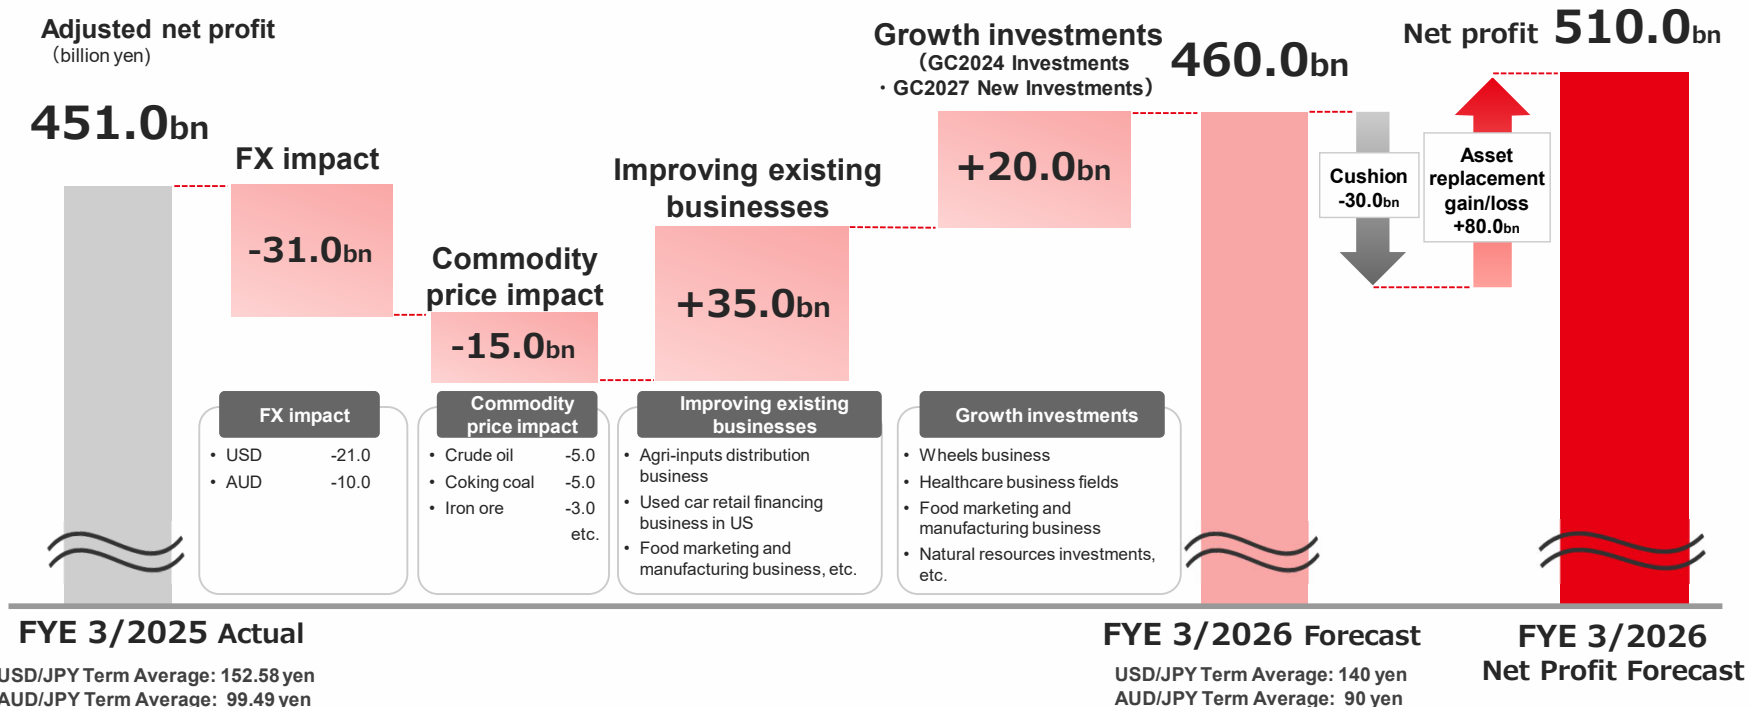 Adjusted net profit
(billion yen)
451.0bn
FX impact
-31.0bn
Commodity
price impact
-15.0bn
Improving existing
businesses
+35.0bn
Growth investments
(GC2024 Investments
・GC2027 New Investments)
+20.0bn
460.0bn
Cushion
-30.0bn
Asset
replacement
gain/loss
+80.0bn
Net profit 510.0bn
FX impact
• USD -21.0
• AUD -10.0
Commodity
price impact
• Crude oil -5.0
• Coking coal -5.0
• Iron ore -3.0
etc.
Improving existing
businesses
• Agri-inputs distribution
business
• Used car retail financing
business in US
• Food marketing and
manufacturing business, etc.
Growth investments
• Wheels business
• Healthcare business fields
• Food marketing and
manufacturing business
• Natural resources investments,
etc.
FYE 3/2025 Actual
USD/JPY Term Average: 152.58 yen
AUD/JPY Term Average: 99.49 yen
FYE 3/2026 Forecast
USD/JPY Term Average: 140 yen
AUD/JPY Term Average: 90 yen
FYE 3/2026
Net Profit Forecast